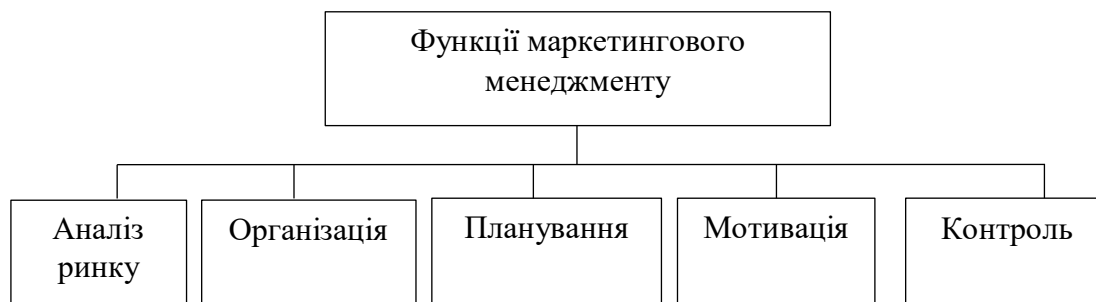 Функції маркетингового
менеджменту
Аналіз
ринку
Організація
Планування
Мотивація
Контроль